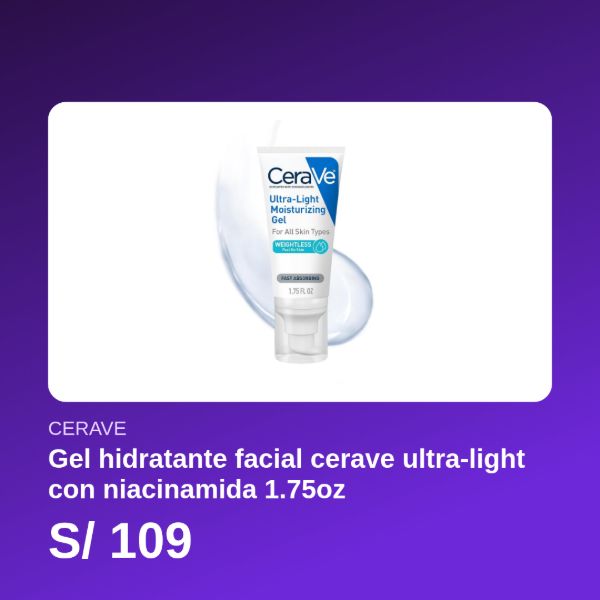 CeraVe
Ultra-Light
Moisturizing
Gel
For All Skin Types
WEIGHTLESS
FAST ABSORBING
1.75 FL OZ
CERAVE
Gel hidratante facial cerave ultra-light
con niacinamida 1.75oz
S/ 109